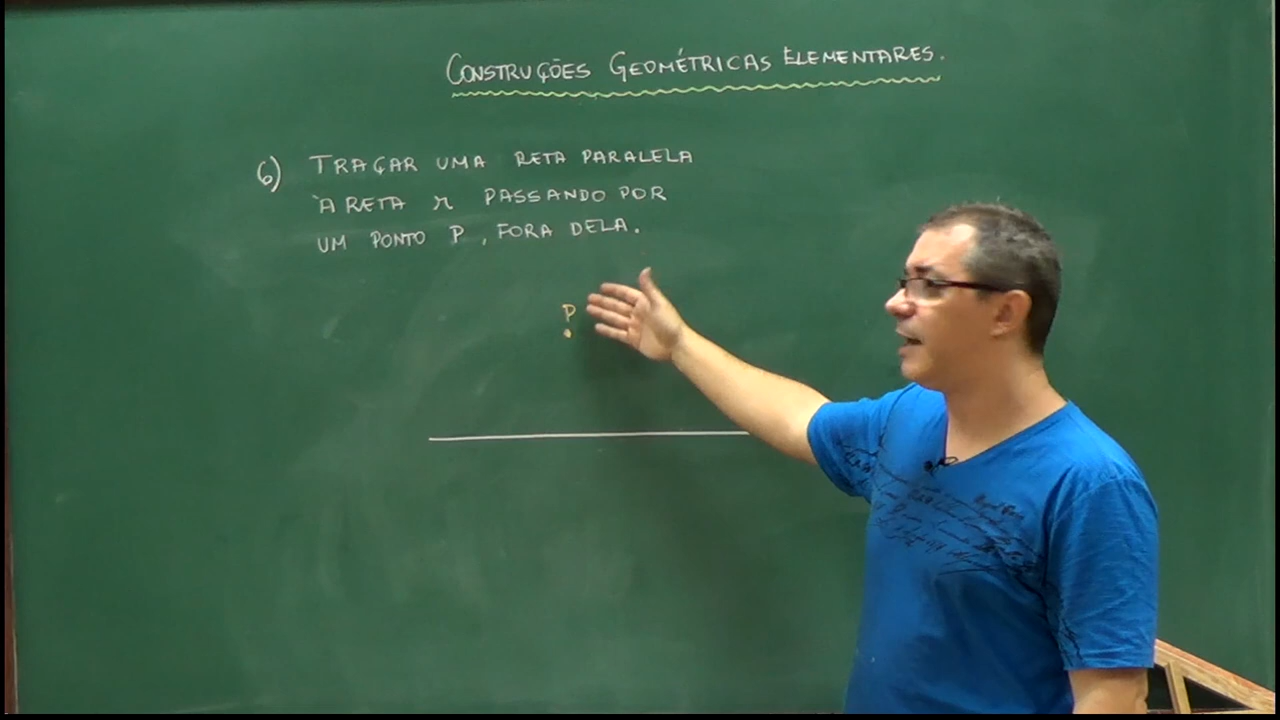 CONSTRUÇÕES GEOMÉTRICAS ELEMENTARES.
6) TRAÇAR UMA RETA PARALELA
À RETA r PASSANDO POR
UM PONTO P, FORA DELA.
P